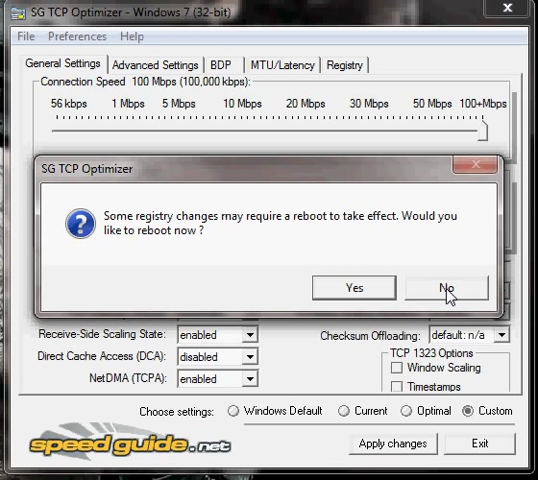 SG TCP Optimizer - Windows 7 (32-bit)
File Preferences Help
General Settings Advanced Settings BDP MTU/Latency Registry
Connection Speed 100 Mbps (100,000 kbps)
56 kbps 1 Mbps 5 Mbps 10 Mbps 20 Mbps 30 Mbps 50 Mbps 100+Mbps
SG TCP Optimizer
Some registry changes may require a reboot to take effect. Would you
like to reboot now ?
Yes No
Receive-Side Scaling State: enabled Checksum Offloading: default: n/a
Direct Cache Access (DCA): disabled TCP 1323 Options
Window Scaling
NetDMA (TCPA): enabled Timestamps
Choose settings: Windows Default Current Optimal Custom
speedguide.net Apply changes Exit